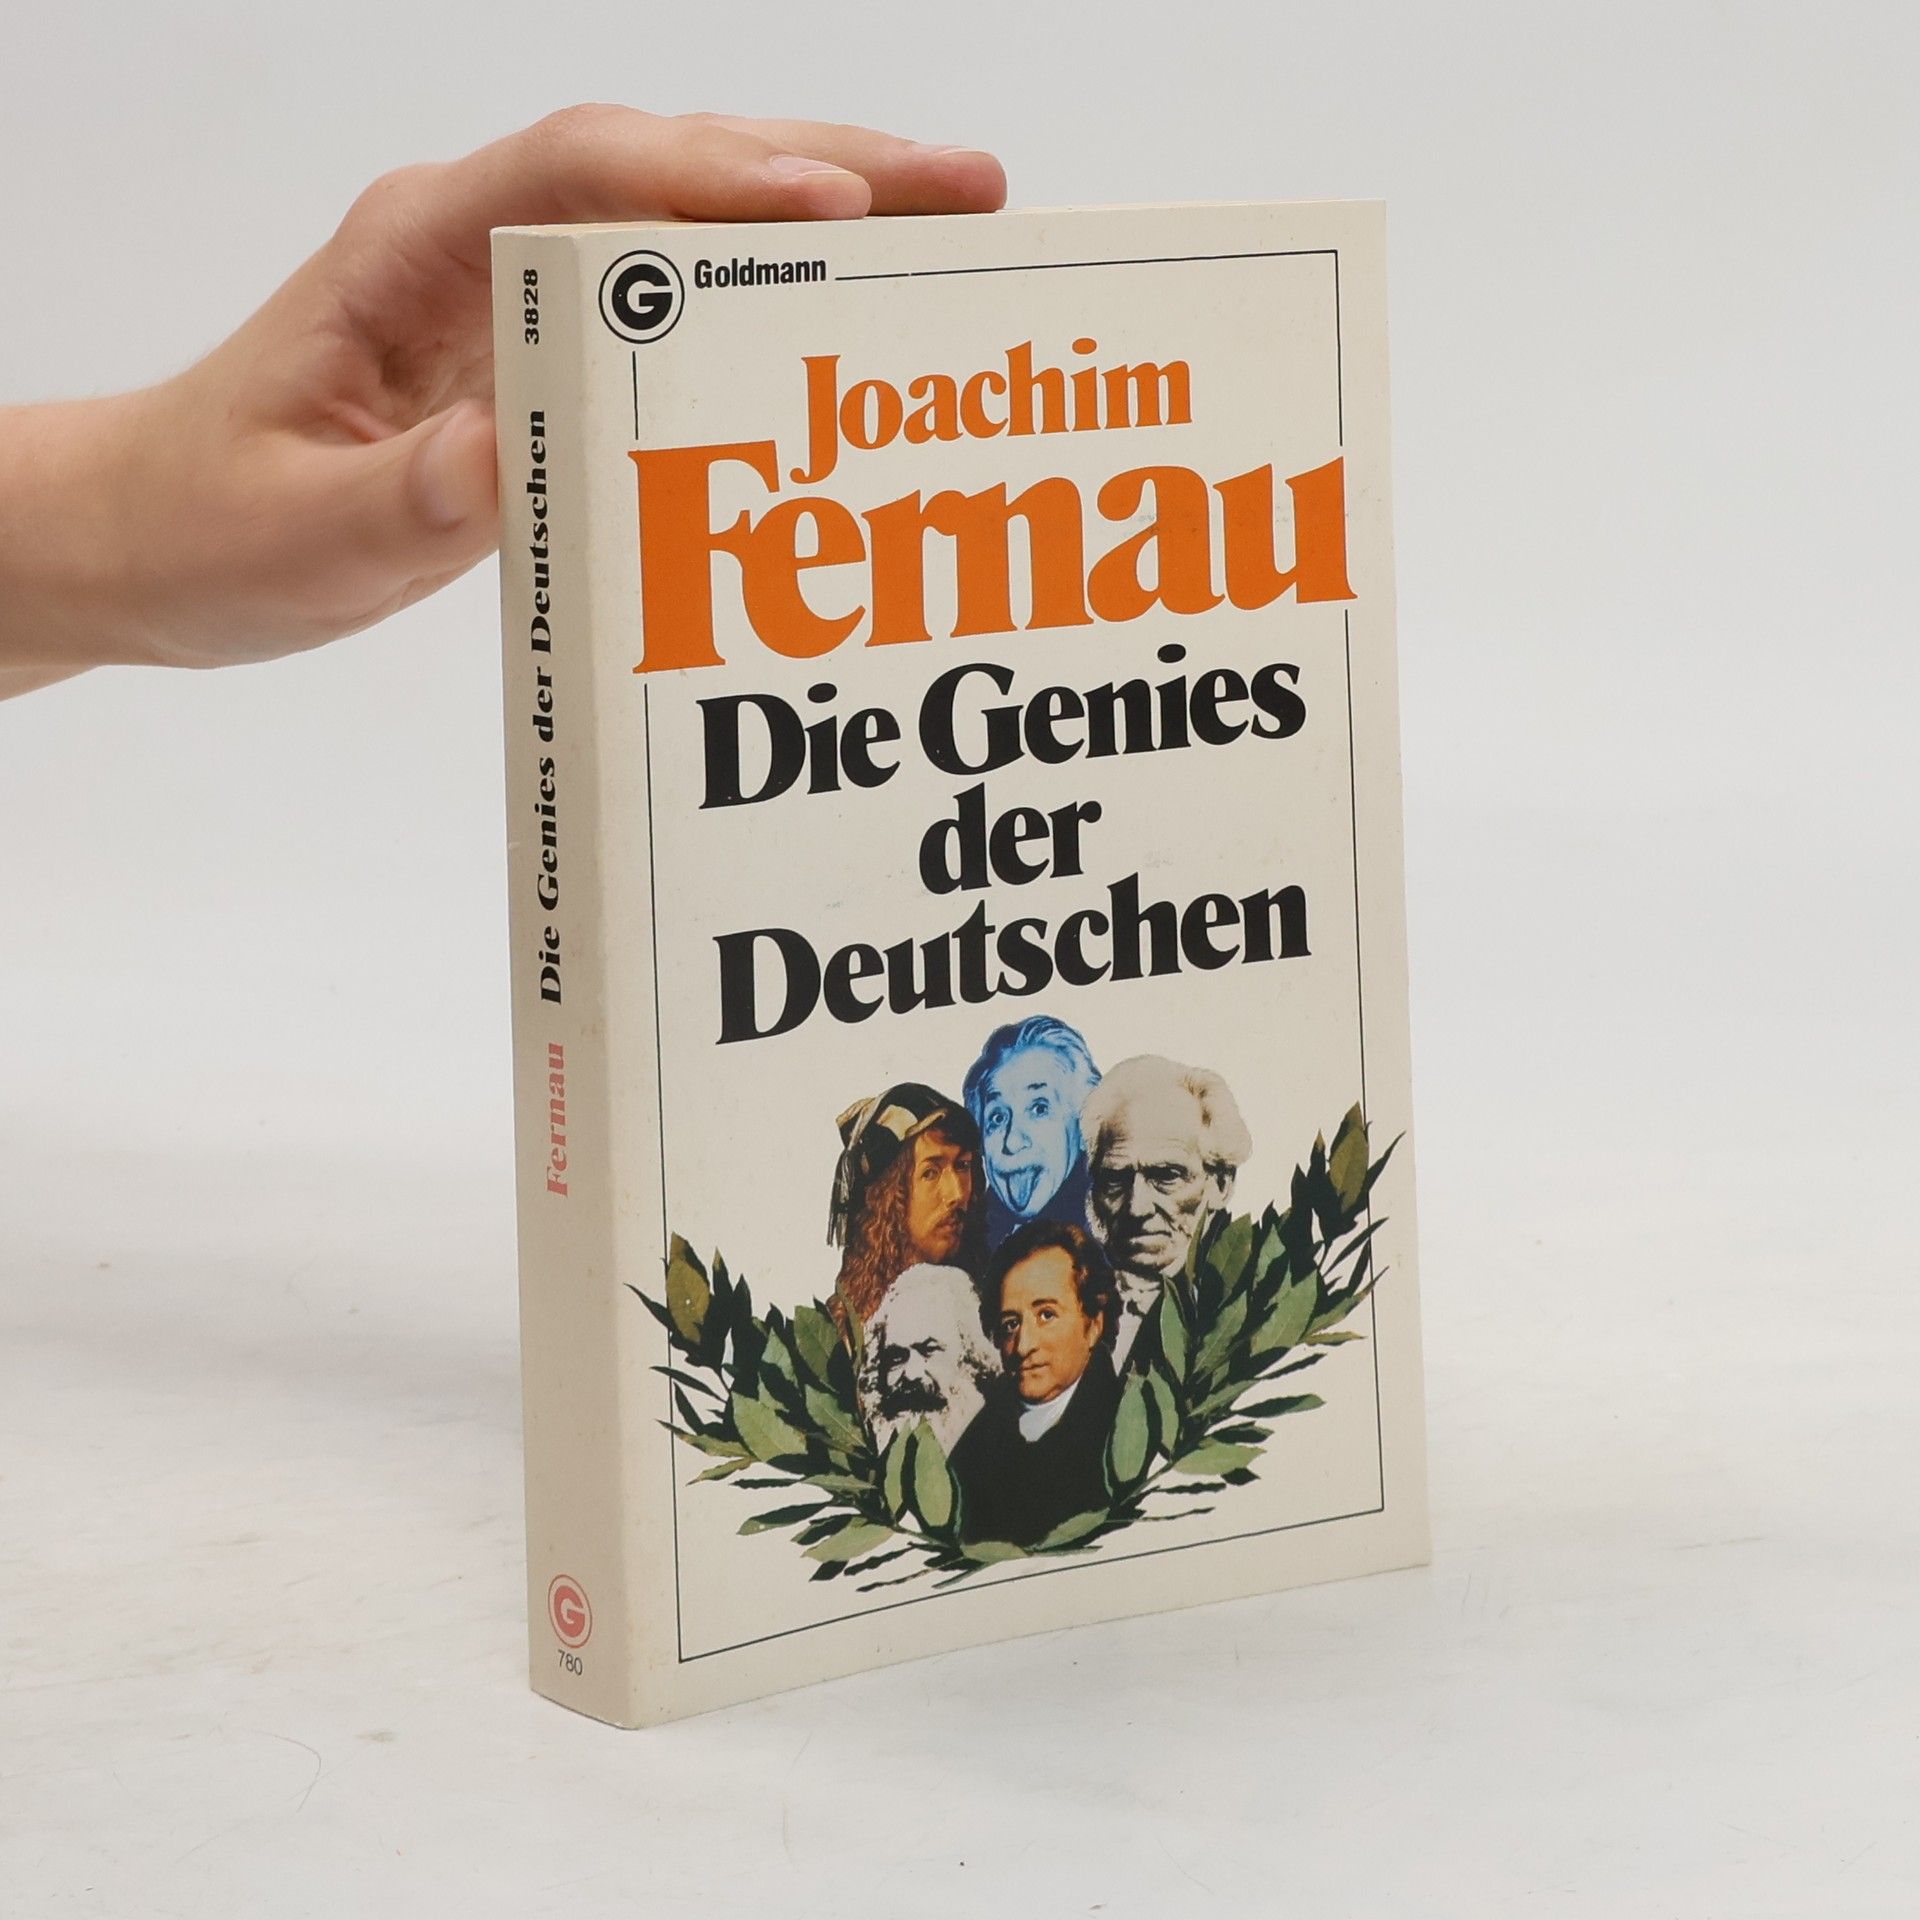 Goldmann
Joachim
Fernau
Die Genies
der
Deutschen
Fernau Die Genies der Deutschen 3828
780